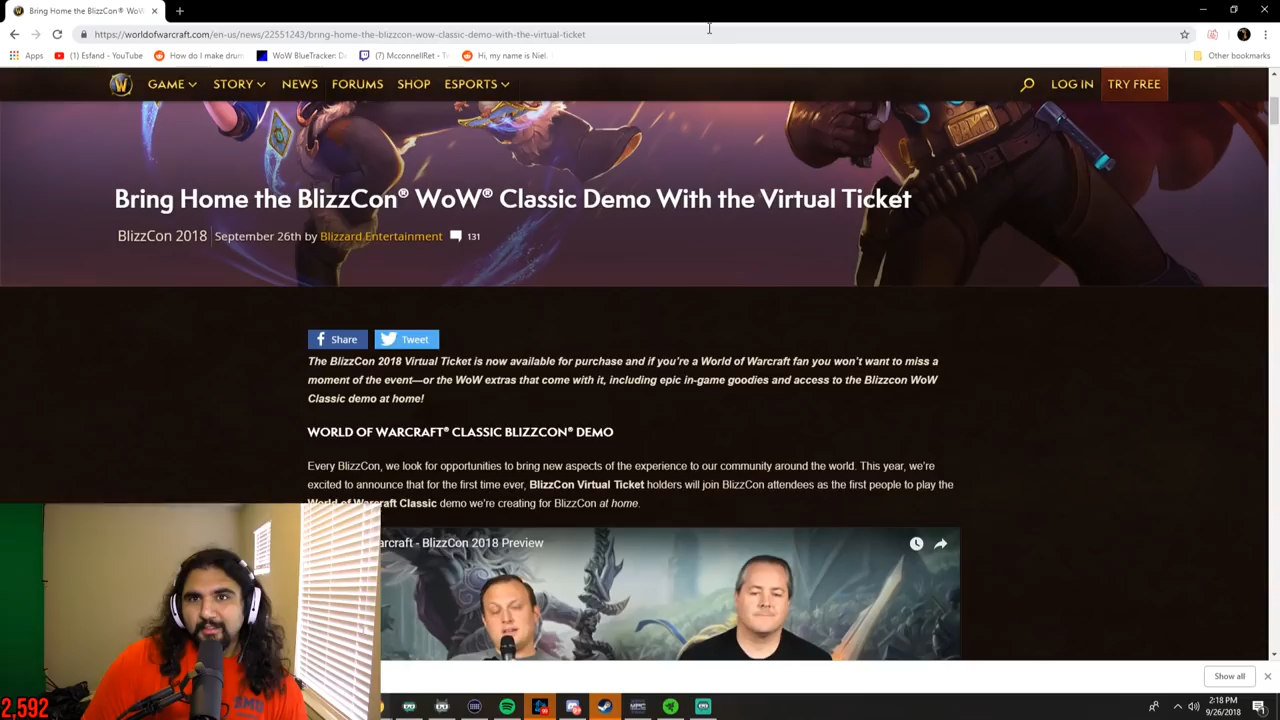 Bring Home the BlizzCon WoW
https://worldofwarcraft.com/en-us/news/22551243/bring-home-the-blizzcon-wow-classic-demo-with-the-virtual-ticket
Apps (1) Esfand - YouTube How do I make drum WoW BlueTracker: D (7) McconnellRet - Tw Hi, my name is Niel. Other bookmarks
GAME STORY NEWS FORUMS SHOP ESPORTS LOG IN TRY FREE
Bring Home the BlizzCon® WoW® Classic Demo With the Virtual Ticket
BlizzCon 2018 September 26th by Blizzard Entertainment 131
Share Tweet
The BlizzCon 2018 Virtual Ticket is now available for purchase and if you're a World of Warcraft fan you won't want to miss a
moment of the event—or the WoW extras that come with it, including epic in-game goodies and access to the Blizzcon WoW
Classic demo at home!
WORLD OF WARCRAFT® CLASSIC BLIZZCON® DEMO
Every BlizzCon, we look for opportunities to bring new aspects of the experience to our community around the world. This year, we're
excited to announce that for the first time ever, BlizzCon Virtual Ticket holders will join BlizzCon attendees as the first people to play the
World of Warcraft Classic demo we're creating for BlizzCon at home.
arcraft - BlizzCon 2018 Preview
Show all
SMU
2,592
2:18 PM
9/26/2018